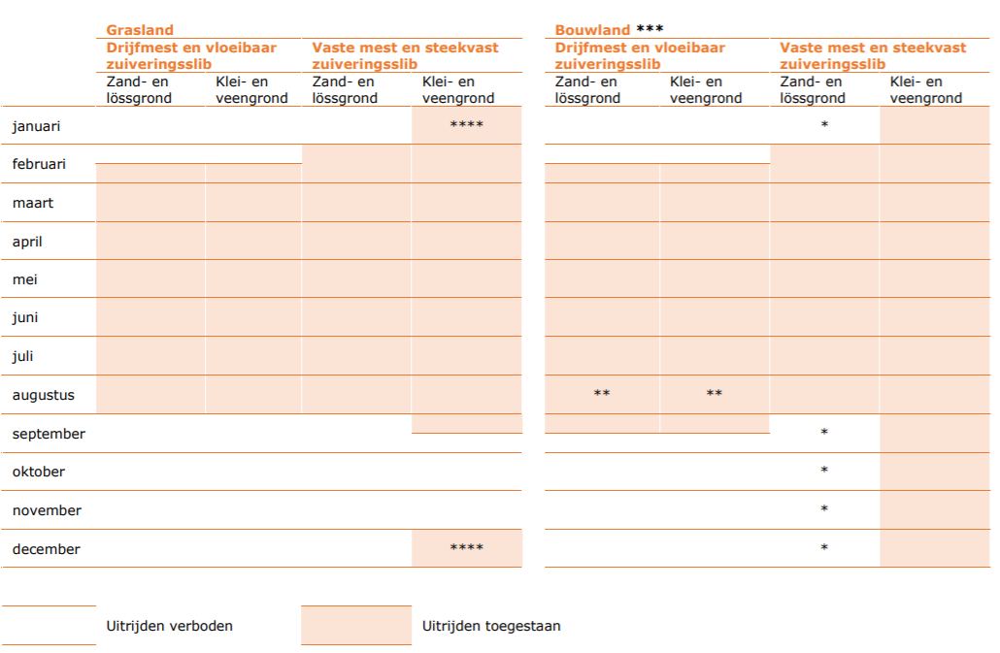 Grasland
Bouwland ***
Drijfmest en vloeibaar zuiveringsslib
Vaste mest en steekvast zuiveringsslib
Drijfmest en vloeibaar zuiveringsslib
Vaste mest en steekvast zuiveringsslib
Zand- en lössgrond
Klei- en veengrond
Zand- en lössgrond
Klei- en veengrond
Zand- en lössgrond
Klei- en veengrond
Zand- en lössgrond
Klei- en veengrond
januari **** *
februari
maart
april
mei
juni
juli
augustus ** **
september *
oktober *
november *
december **** *
Uitrijden verboden
Uitrijden toegestaan